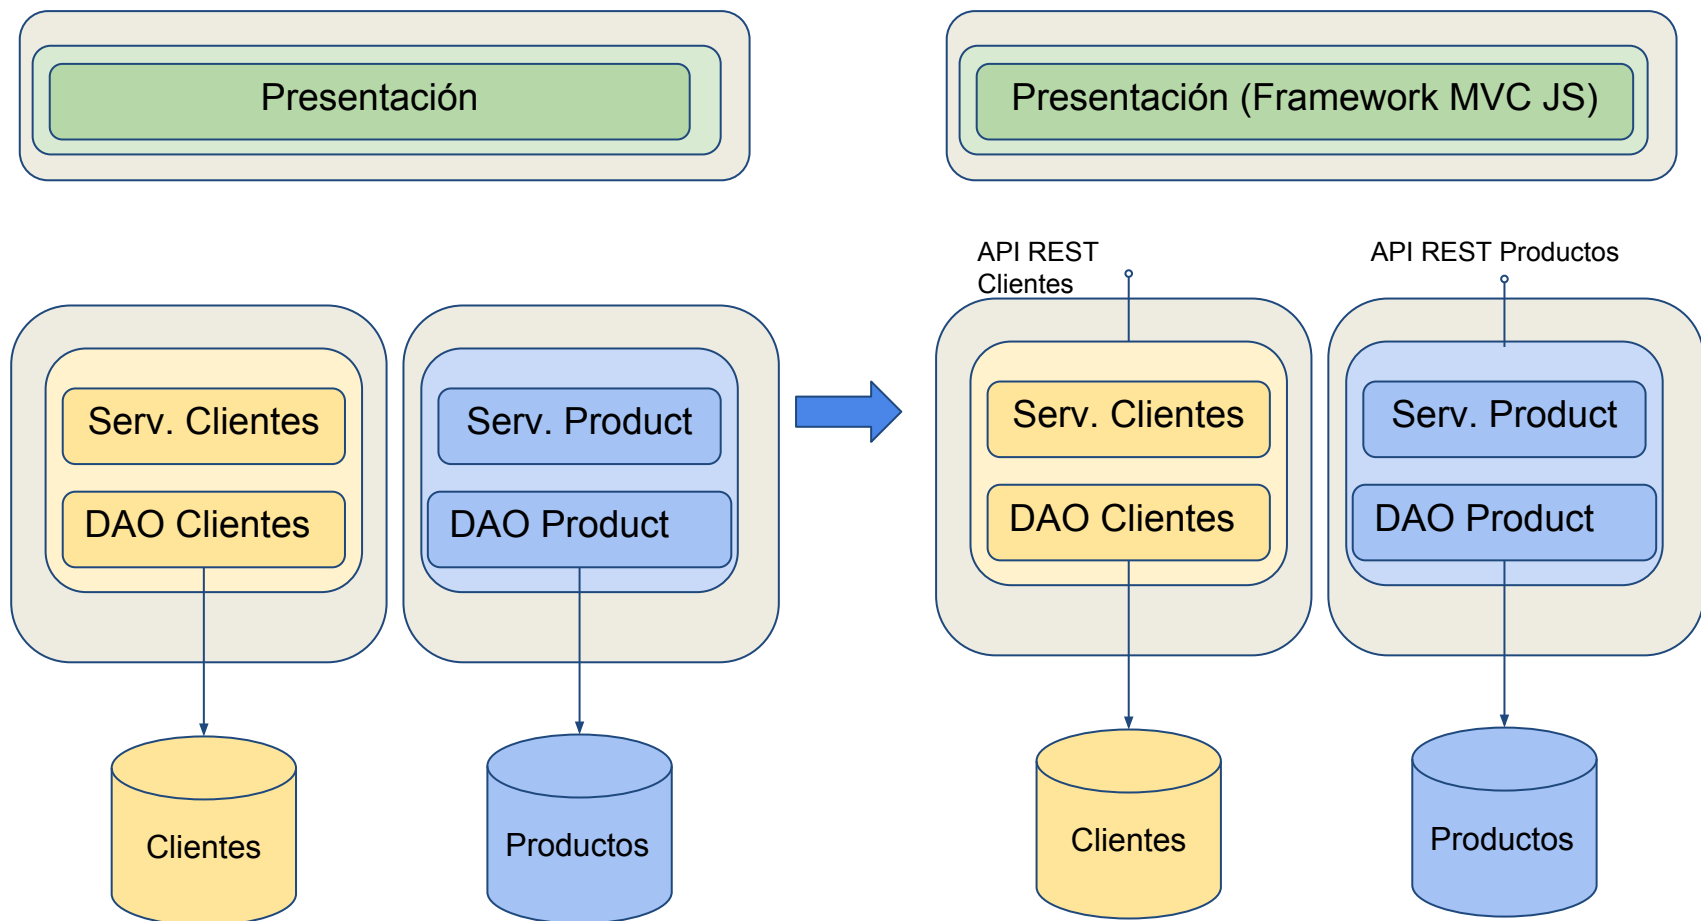 Presentación
Serv. Clientes
DAO Clientes
Clientes
Serv. Product
DAO Product
Productos
Presentación (Framework MVC JS)
API REST
Clientes
Serv. Clientes
DAO Clientes
Clientes
API REST Productos
Serv. Product
DAO Product
Productos